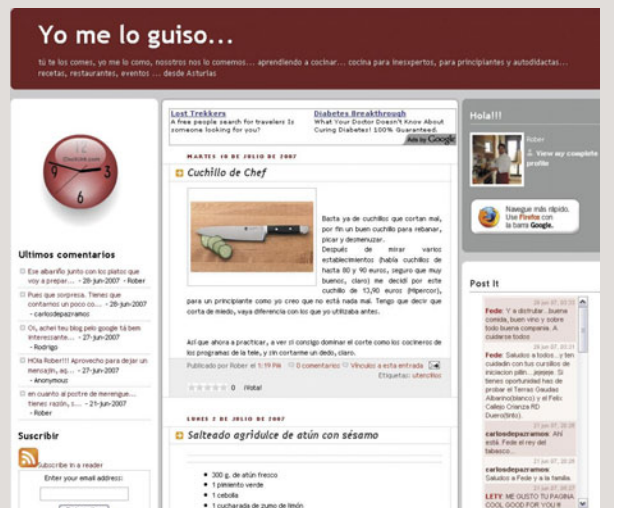 Yo me lo guiso...
tú te los comes, yo me lo como, nosotros nos lo comemos... aprendiendo a cocinar... cocina para inexpertos, para principiantes y autodidactas...
recetas, restaurantes, eventos ... desde Asturias
12
3
6
9
Ultimos comentarios
Ese albariño junto con los platos que
voy a prepar... - 28-jun-2007 - Rober
Pues que sorpresa. Tienes que
contarnos un poco co... - 28-jun-2007
- carlosdepazramos
Oi, achei teu blog pelo google tá bem
interessante... - 27-jun-2007
- Rodrigo
HOla Rober!!! Aprovecho para dejar un
mensajin, aq... - 27-jun-2007
- Anonymous
en cuanto al postre de merengue...
tienes razón, s... - 21-jun-2007
- Rober
Suscribir
Subscribe in a reader
Enter your email address:
Lost Trekkers
A free people search for travelers Is
someone looking for you?
Diabetes Breakthrough
What Your Doctor Doesn't Know About
Curing Diabetes! 100% Guaranteed.
Ads by Google
MARTES 10 DE JULIO DE 2007
Cuchillo de Chef
Basta ya de cuchillos que cortan mal,
por fin un buen cuchillo para rebanar,
picar y desmenuzar.
Después de mirar varios
establecimientos (había cuchillos de
hasta 80 y 90 euros, seguro que muy
buenos, claro) me decidí por este
cuchillo de 13,90 euros (Hipercor),
para un principiante como yo creo que no está nada mal. Tengo que decir que
corta de miedo, vaya diferencia con los que yo utilizaba antes.
Así que ahora a practicar, a ver si consigo dominar el corte como los cocineros de
los programas de la tele, y sin cortarme un dedo, claro.
Publicado por Rober el 1:19 PM 0 comentarios Vínculos a esta entrada
Etiquetas: utensilios
0 ¡Vota!
LUNES 2 DE JULIO DE 2007
Salteado agridulce de atún con sésamo
300 g. de atún fresco
1 pimiento verde
1 cebolla
1 cucharada de zumo de limón
Hola!!!
Rober
View my complete
profile
Navegue más rápido.
Use Firefox con
la barra Google.
Post It
Fede: Y a disfrutar...buena
comida, buen vino y sobre
todo buena compania. A
cuidarse todos
Fede: Saludos a todos...y ten
cuidadin con tus cursillos de
iniciacion pillin...jejejeje. Si
tienes oportunidad has de
probar el Terras Gaudas
Albarino(blanco) y el Felix
Callejo Crianza RD
Duero(tinto).
carlosdepazramos: Ahí
está. Fede el rey del
tabasco...
carlosdepazramos:
Saludos a Fede y a la familia.
LETY: ME GUSTO TU PAGINA
COOL GOOD FOR YOU !!!